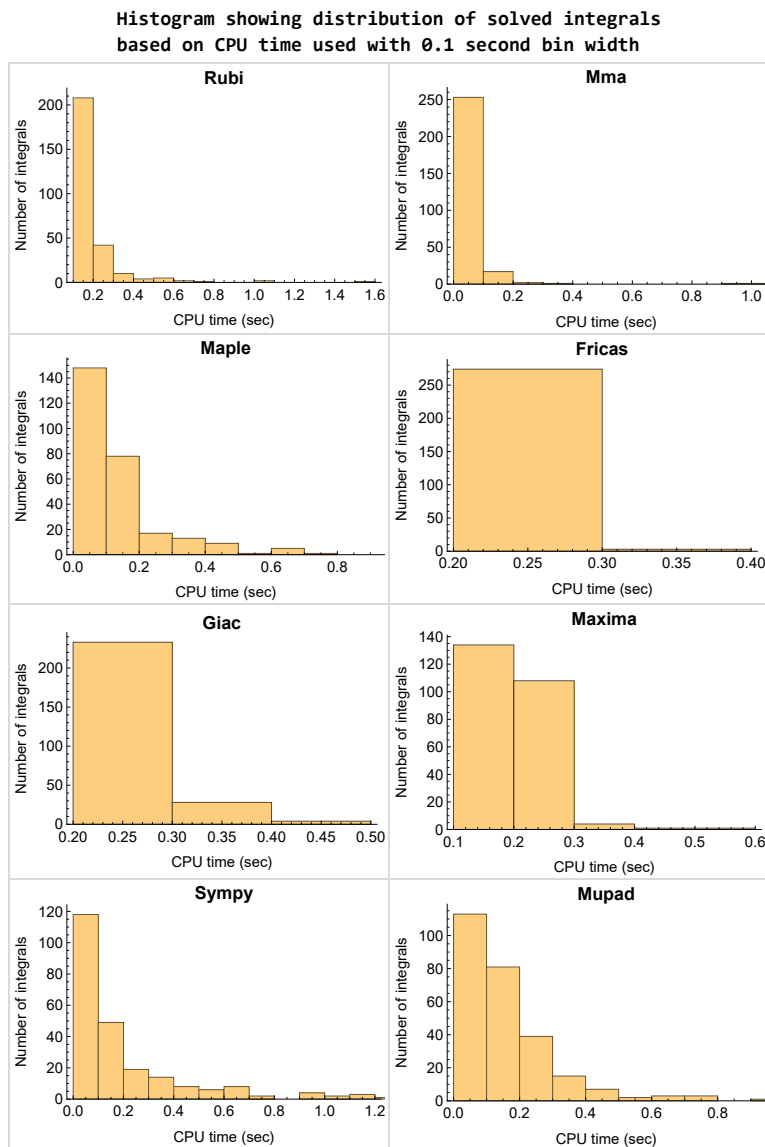 Histogram showing distribution of solved integrals
based on CPU time used with 0.1 second bin width
Rubi
Number of integrals
200
150
100
50
0
0.2 0.4 0.6 0.8 1.0 1.2 1.4 1.6
CPU time (sec)
Mma
Number of integrals
250
200
150
100
50
0
0.0 0.2 0.4 0.6 0.8 1.0
CPU time (sec)
Maple
Number of integrals
140
120
100
80
60
40
20
0
0.0 0.2 0.4 0.6 0.8
CPU time (sec)
Fricas
Number of integrals
250
200
150
100
50
0
0.20 0.25 0.30 0.35 0.40
CPU time (sec)
Giac
Number of integrals
200
150
100
50
0
0.20 0.25 0.30 0.35 0.40 0.45 0.50
CPU time (sec)
Maxima
Number of integrals
140
120
100
80
60
40
20
0
0.1 0.2 0.3 0.4 0.5 0.6
CPU time (sec)
Sympy
Number of integrals
120
100
80
60
40
20
0
0.0 0.2 0.4 0.6 0.8 1.0 1.2
CPU time (sec)
Mupad
Number of integrals
100
80
60
40
20
0
0.0 0.2 0.4 0.6 0.8
CPU time (sec)